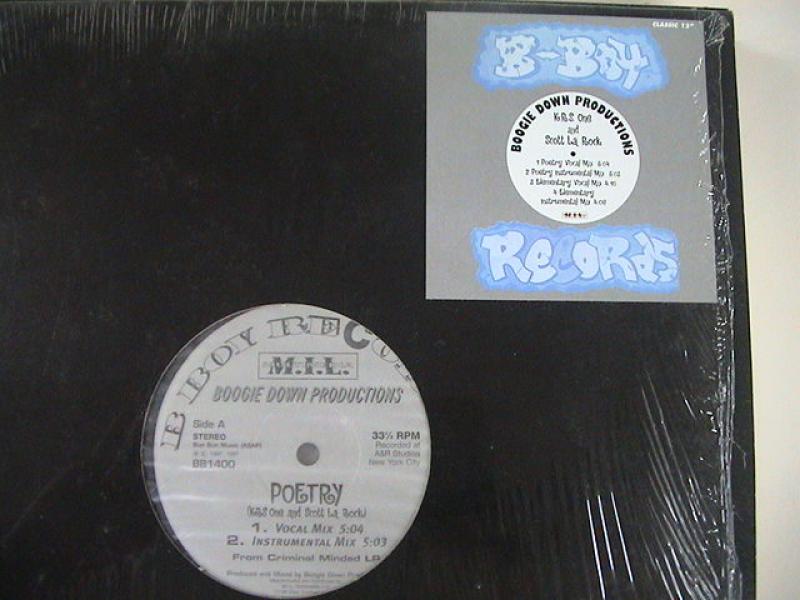 CLASSIC 12"
B-Boy
BOOGIE DOWN PRODUCTIONS
KRS One
and
Scott La Rock
1 Poetry Vocal Mix 5:04
2 Poetry Instrumental Mix 5:03
3 Elementary Vocal Mix
4 Elementary
Instrumental Mix
M.I.L.
RECORDS
B BOY RECO
M.I.L.
BOOGIE DOWN PRODUCTIONS
Side A
STEREO
BB1400
33⅓ RPM
Recorded at
A&R Studios
New York City
POETRY
(KRS One and Scott La Rock)
1. VOCAL MIX 5:04
2. INSTRUMENTAL MIX 5:03
From Criminal Minded LP
Produced and Mixed by Boogie Down